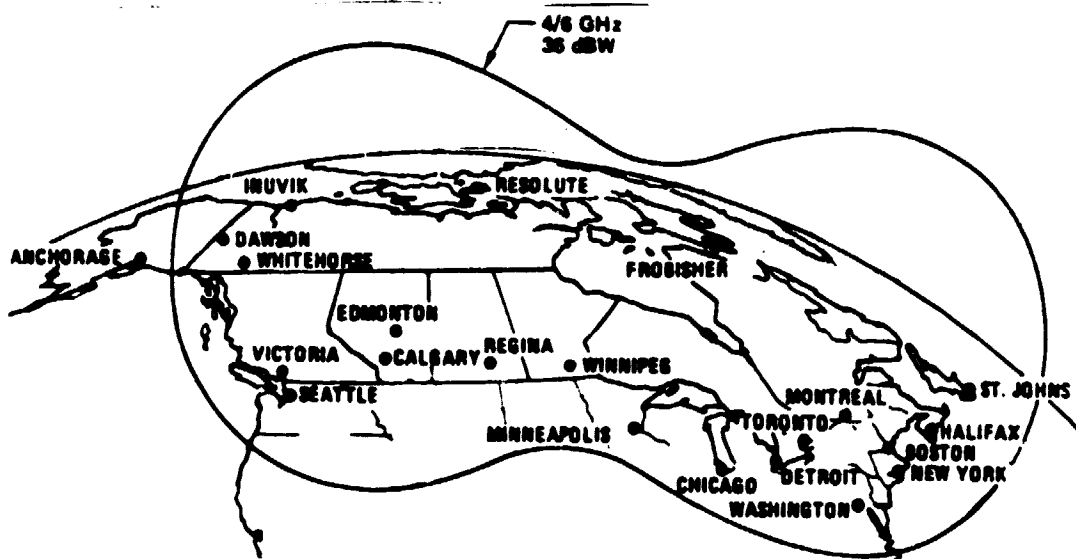 4/6 GHz
36 dBW
INUVIK
RESOLUTE
DAWSON
ANCHORAGE
WHITEHORSE
FROBISHER
EDMONTON
VICTORIA
CALGARY
REGINA
WINNIPEG
SEATTLE
ST. JOHNS
MONTREAL
TORONTO
MINNEAPOLIS
HALIFAX
BOSTON
DETROIT
NEW YORK
CHICAGO
WASHINGTON